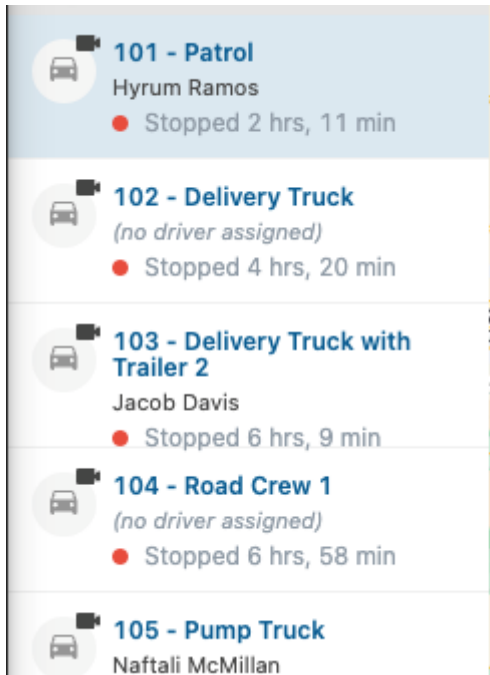 101 - Patrol
Hyrum Ramos
Stopped 2 hrs, 11 min
102 - Delivery Truck
(no driver assigned)
Stopped 4 hrs, 20 min
103 - Delivery Truck with
Trailer 2
Jacob Davis
Stopped 6 hrs, 9 min
104 - Road Crew 1
(no driver assigned)
Stopped 6 hrs, 58 min
105 - Pump Truck
Naftali McMillan